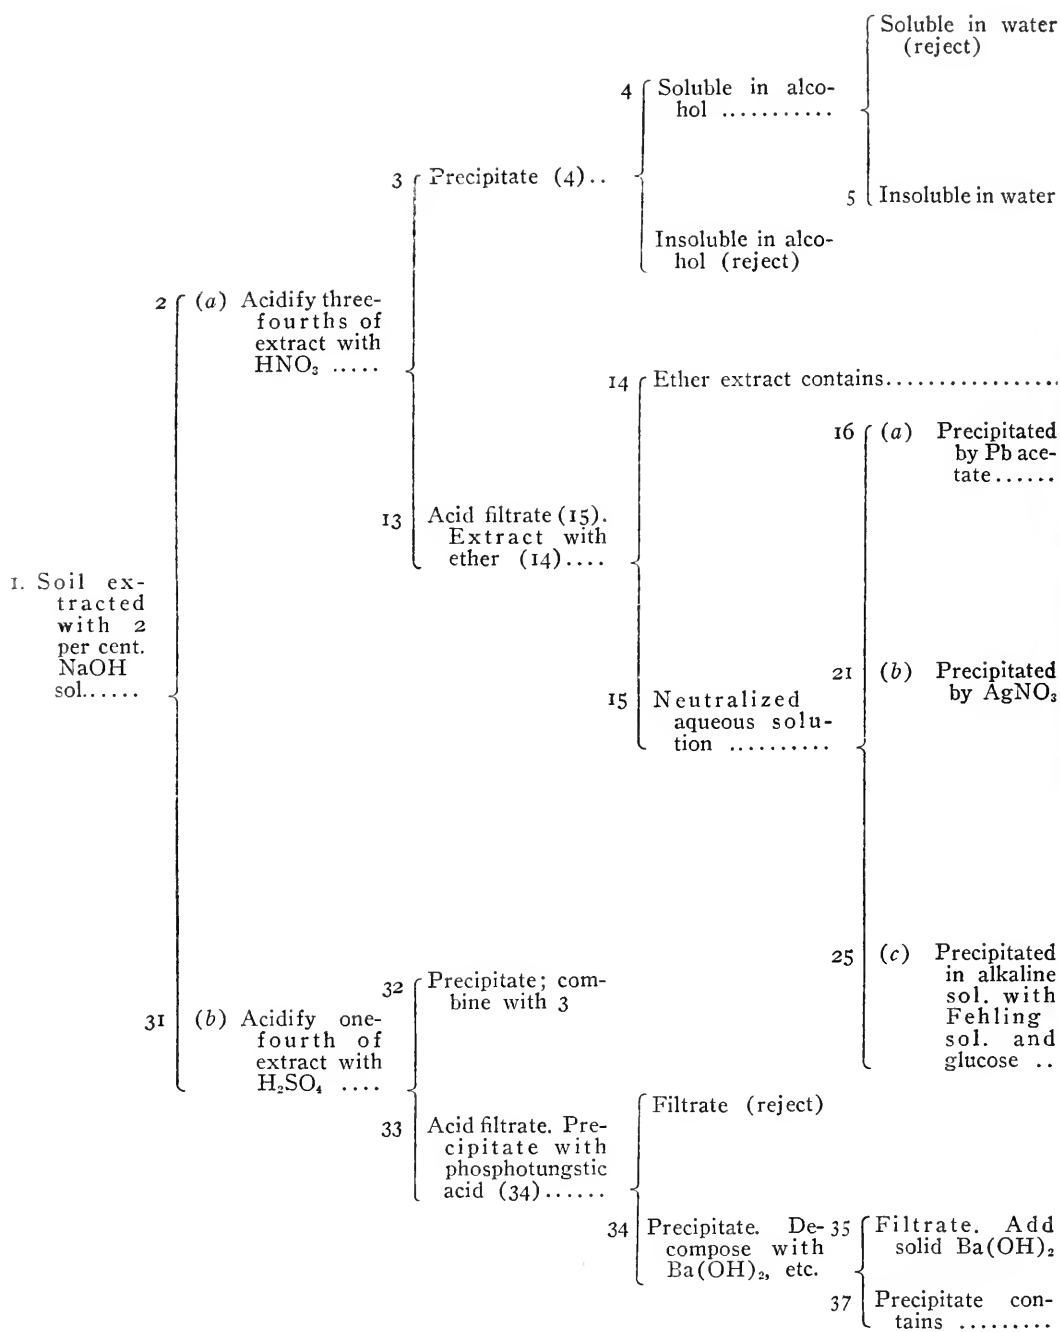 1. Soil ex-
tracted
with 2
per cent.
NaOH
sol......
2 (a) Acidify three-
fourths of
extract with
HNO₃ .....
3 Precipitate (4)..
4 Soluble in alco-
hol ...........
Soluble in water
(reject)
5 Insoluble in water
Insoluble in alco-
hol (reject)
13 Acid filtrate (15).
Extract with
ether (14)....
14 Ether extract contains.................
15 Neutralized
aqueous solu-
tion ..........
16 (a) Precipitated
by Pb ace-
tate......
21 (b) Precipitated
by AgNO₃
25 (c) Precipitated
in alkaline
sol. with
Fehling
sol. and
glucose ..
31 (b) Acidify one-
fourth of
extract with
H₂SO₄ ....
32 Precipitate; com-
bine with 3
33 Acid filtrate. Pre-
cipitate with
phosphotungstic
acid (34)......
Filtrate (reject)
34 Precipitate. De-
compose with
Ba(OH)₂, etc.
35 Filtrate. Add
solid Ba(OH)₂
37 Precipitate con-
tains .........